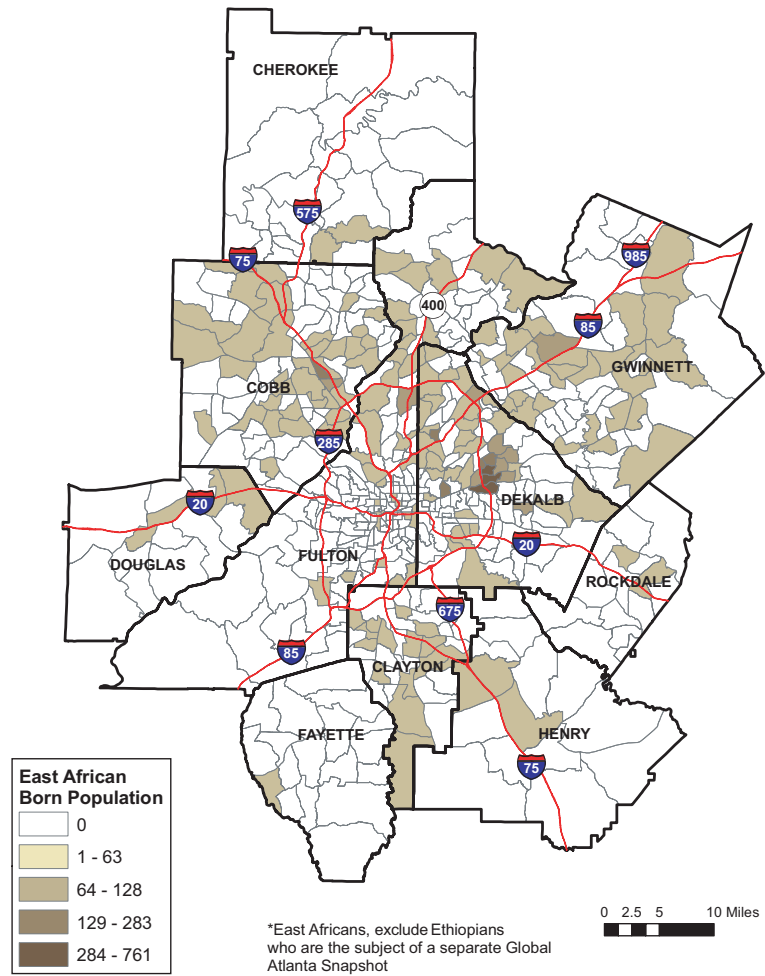 CHEROKEE
575
75
985
400
85
GWINNETT
COBB
285
DEKALB
20
20
FULTON
DOUGLAS
ROCKDALE
675
85
CLAYTON
FAYETTE
HENRY
75
East African
Born Population
0
1 - 63
64 - 128
129 - 283
284 - 761
*East Africans, exclude Ethiopians
who are the subject of a separate Global
Atlanta Snapshot
0 2.5 5 10 Miles